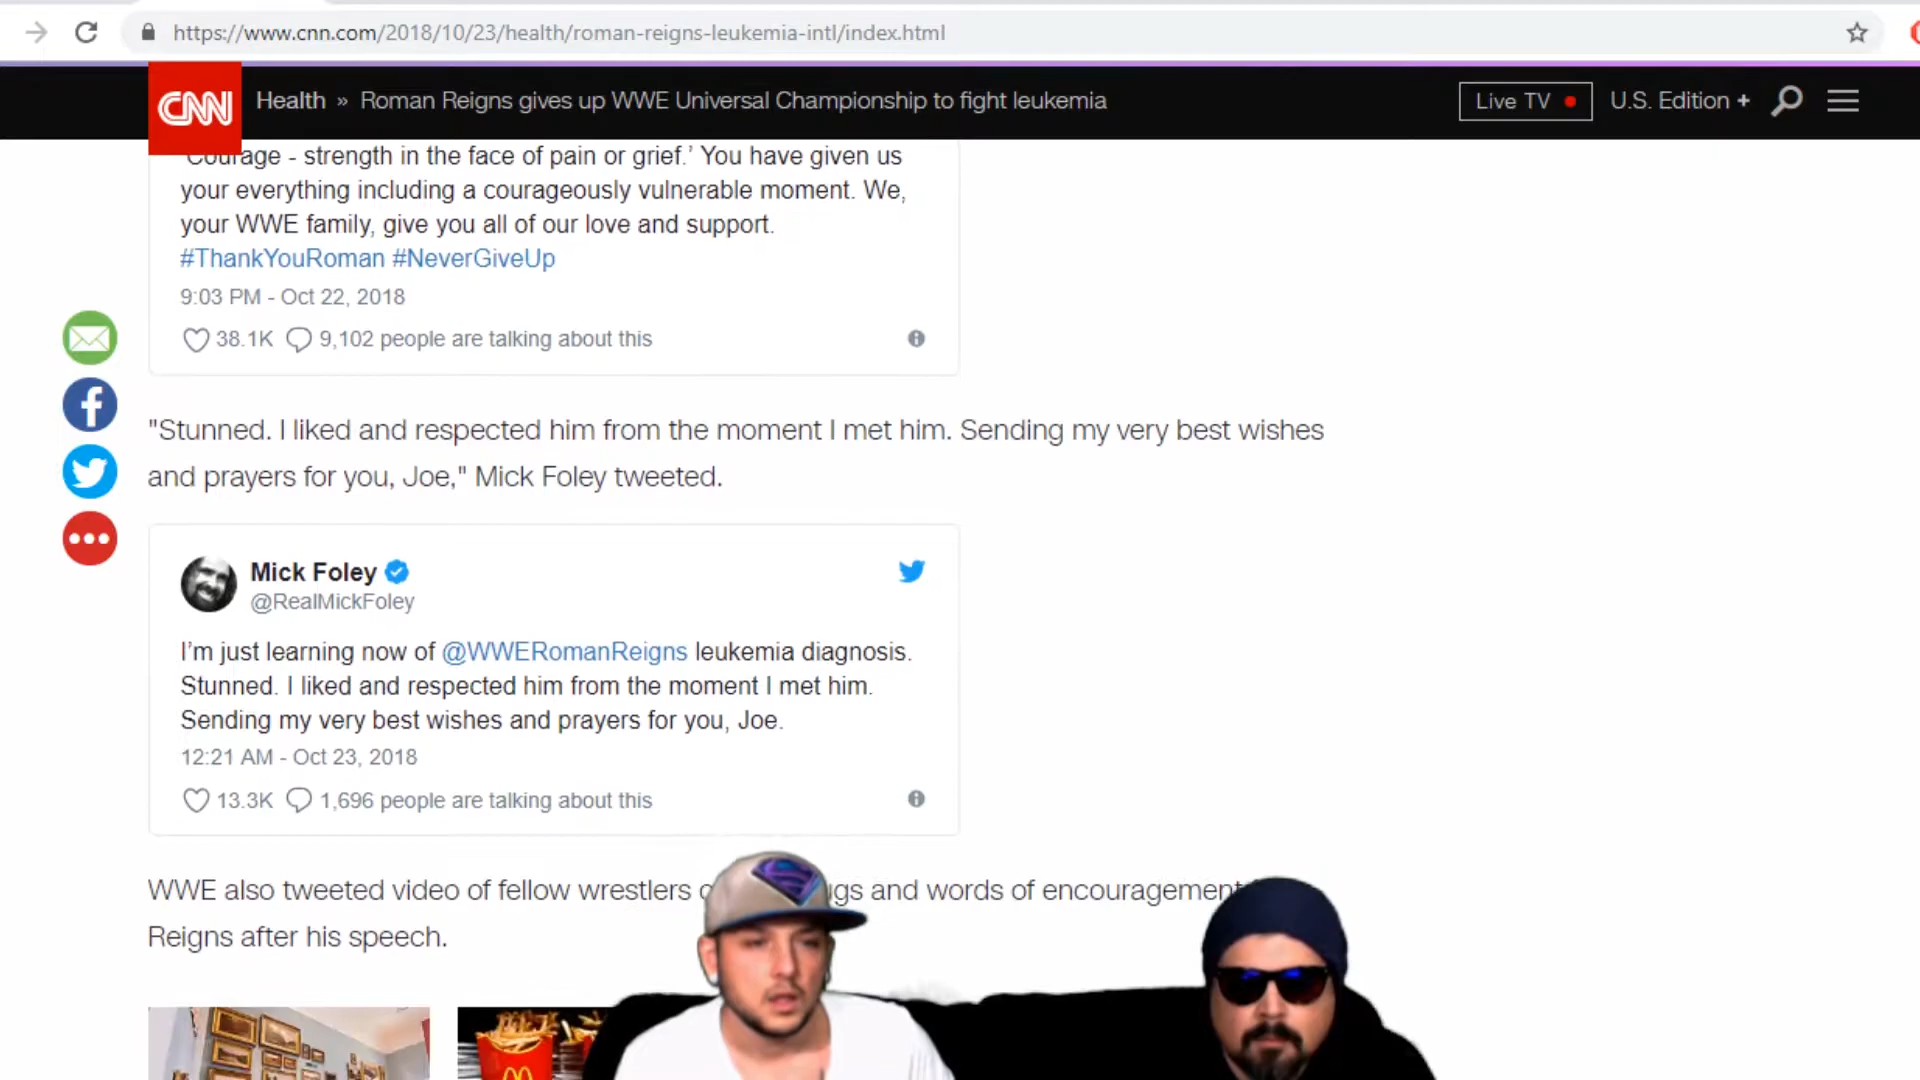 https://www.cnn.com/2018/10/23/health/roman-reigns-leukemia-intl/index.html
CNN Health » Roman Reigns gives up WWE Universal Championship to fight leukemia Live TV U.S. Edition +
'Courage - strength in the face of pain or grief.' You have given us
your everything including a courageously vulnerable moment. We,
your WWE family, give you all of our love and support.
#ThankYouRoman #NeverGiveUp
9:03 PM - Oct 22, 2018
38.1K 9,102 people are talking about this
"Stunned. I liked and respected him from the moment I met him. Sending my very best wishes
and prayers for you, Joe," Mick Foley tweeted.
Mick Foley
@RealMickFoley
I'm just learning now of @WWERomanReigns leukemia diagnosis.
Stunned. I liked and respected him from the moment I met him.
Sending my very best wishes and prayers for you, Joe.
12:21 AM - Oct 23, 2018
13.3K 1,696 people are talking about this
WWE also tweeted video of fellow wrestlers and words of encouragement
Reigns after his speech.